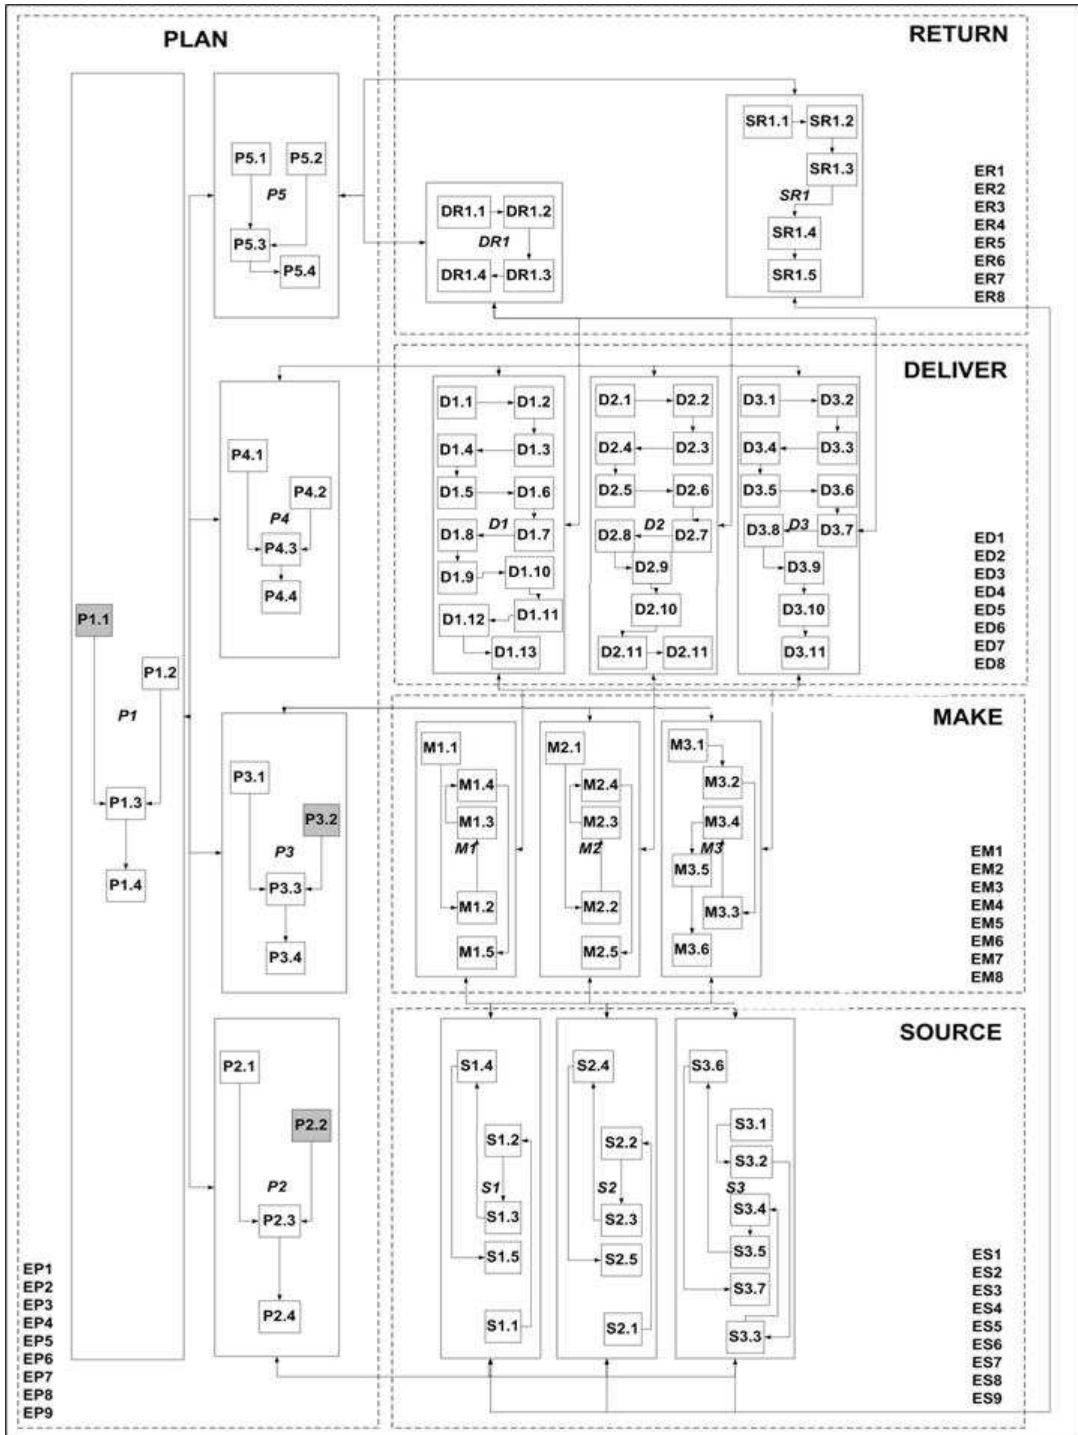 PLAN
P5.1 P5.2
P5
P5.3
P5.4
P4.1
P4.2
P4
P4.3
P4.4
P1.1
P1.2
P1
P1.3
P1.4
P3.1
P3.2
P3
P3.3
P3.4
P2.1
P2.2
P2
P2.3
P2.4
EP1
EP2
EP3
EP4
EP5
EP6
EP7
EP8
EP9
RETURN
SR1.1 SR1.2
SR1.3
SR1
SR1.4
SR1.5
DR1.1 DR1.2
DR1
DR1.4 DR1.3
ER1
ER2
ER3
ER4
ER5
ER6
ER7
ER8
DELIVER
D1.1 D1.2
D1.4 D1.3
D1.5 D1.6
D1
D1.8 D1.7
D1.9 D1.10
D1.12 D1.11
D1.13
D2.1 D2.2
D2.4 D2.3
D2.5 D2.6
D2
D2.8 D2.7
D2.9
D2.10
D2.11 D2.11
D3.1 D3.2
D3.4 D3.3
D3.5 D3.6
D3.8 D3 D3.7
D3.9
D3.10
D3.11
ED1
ED2
ED3
ED4
ED5
ED6
ED7
ED8
MAKE
M1.1
M1.4
M1.3
M1
M1.2
M1.5
M2.1
M2.4
M2.3
M2
M2.2
M2.5
M3.1
M3.2
M3.4
M3
M3.5
M3.3
M3.6
EM1
EM2
EM3
EM4
EM5
EM6
EM7
EM8
SOURCE
S1.4
S1.2
S1
S1.3
S1.5
S1.1
S2.4
S2.2
S2
S2.3
S2.5
S2.1
S3.6
S3.1
S3.2
S3
S3.4
S3.5
S3.7
S3.3
ES1
ES2
ES3
ES4
ES5
ES6
ES7
ES8
ES9